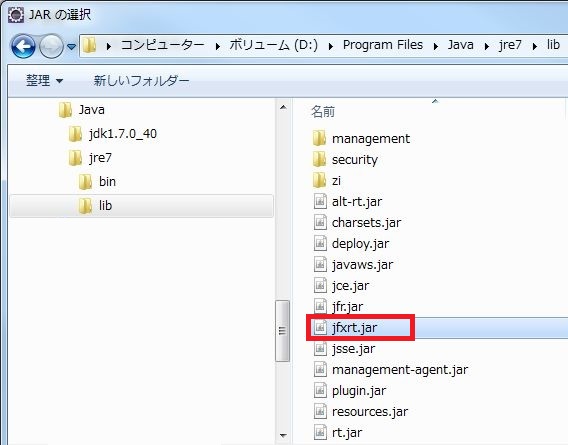 JAR の選択
コンピューター ▸ ボリューム (D:) ▸ Program Files ▸ Java ▸ jre7 ▸ lib
整理 ▼ 新しいフォルダー
Java
jdk1.7.0_40
jre7
bin
lib
名前
management
security
zi
alt-rt.jar
charsets.jar
deploy.jar
javaws.jar
jce.jar
jfr.jar
jfxrt.jar
jsse.jar
management-agent.jar
plugin.jar
resources.jar
rt.jar